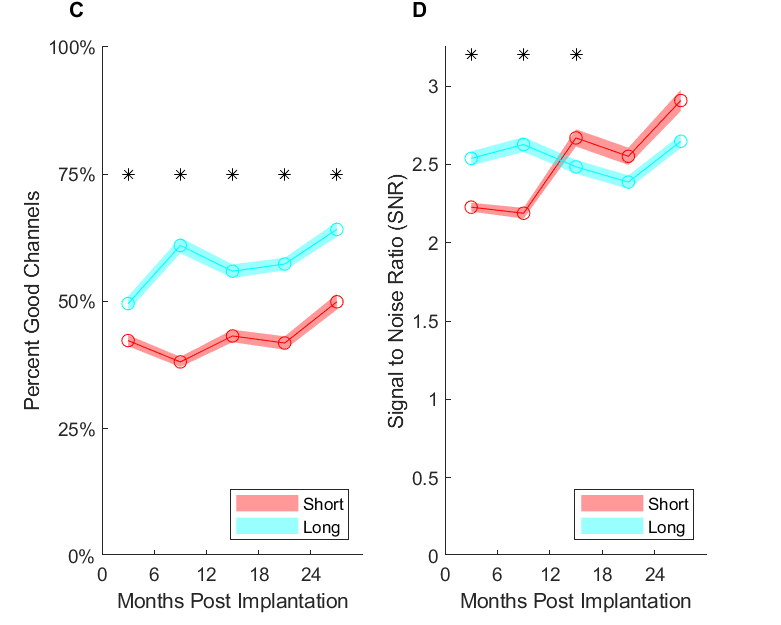 C
100%
75%
50%
25%
0%
0 6 12 18 24
Percent Good Channels
Months Post Implantation
* * * * *
Short
Long
D
3
2.5
2
1.5
1
0.5
0
0 6 12 18 24
Signal to Noise Ratio (SNR)
Months Post Implantation
* * *
Short
Long